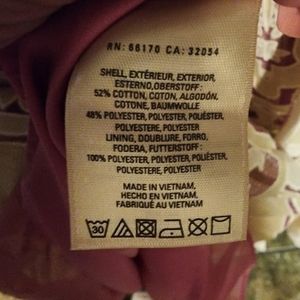 RN: 66170 CA: 32054
SHELL, EXTÉRIEUR, EXTERIOR,
ESTERNO,OBERSTOFF:
52% COTTON, COTON, ALGODÓN,
COTONE, BAUMWOLLE
48% POLYESTER, POLYESTER, POLIÉSTER,
POLYESTERE, POLYESTER
LINING, DOUBLURE, FORRO,
FODERA, FUTTERSTOFF:
100% POLYESTER, POLYESTER, POLIÉSTER,
POLYESTERE, POLYESTER
MADE IN VIETNAM,
HECHO EN VIETNAM,
FABRIQUÉ AU VIETNAM
30